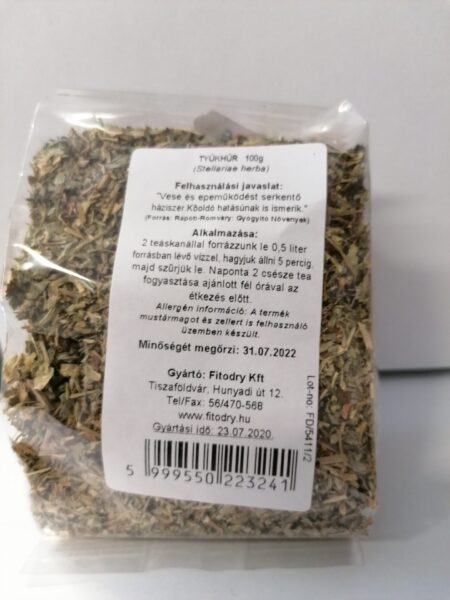 TYÚKHÚR 100g
(Stellariae herba)
Felhasználási javaslat:
"Vese és epeműködést serkentő
háziszer.Kőoldó hatásúnak is ismerik."
(Forrás: Rápóti-Romváry: Gyógyító Növények)
Alkalmazása:
2 teáskanállal forrázzunk le 0,5 liter
forrásban lévő vízzel, hagyjuk állni 5 percig,
majd szűrjük le. Naponta 2 csésze tea
fogyasztása ajánlott fél órával az
étkezés előtt.
Allergén információ: A termék
mustármagot és zellert is felhasználó
üzemben készült.
Minőségét megőrzi: 31.07.2022
Gyártó: Fitodry Kft
Tiszaföldvár, Hunyadi út 12.
Tel/Fax: 56/470-568
www.fitodry.hu
Gyártási idő: 23.07.2020.
Lot-no: FD/5411/2
5 999550 223241